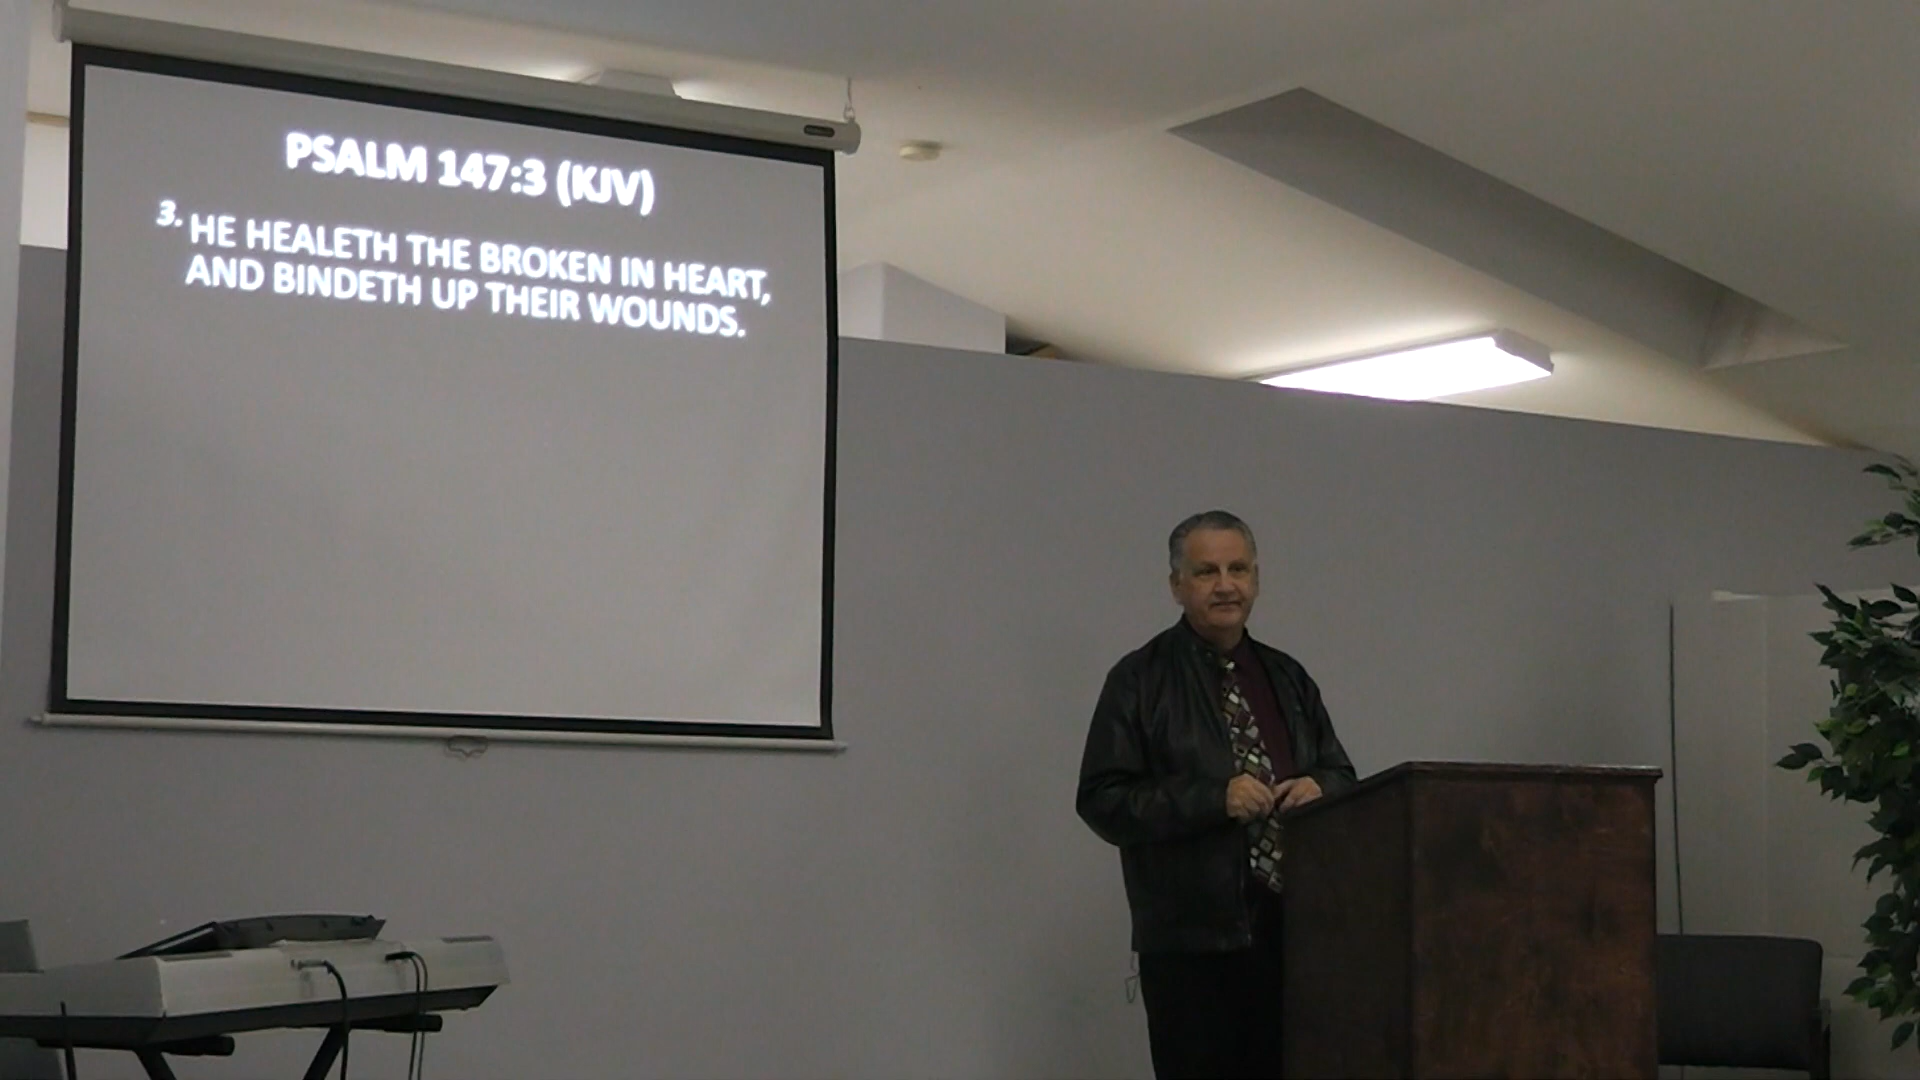 PSALM 147:3 (KJV)
3. HE HEALETH THE BROKEN IN HEART,
AND BINDETH UP THEIR WOUNDS.